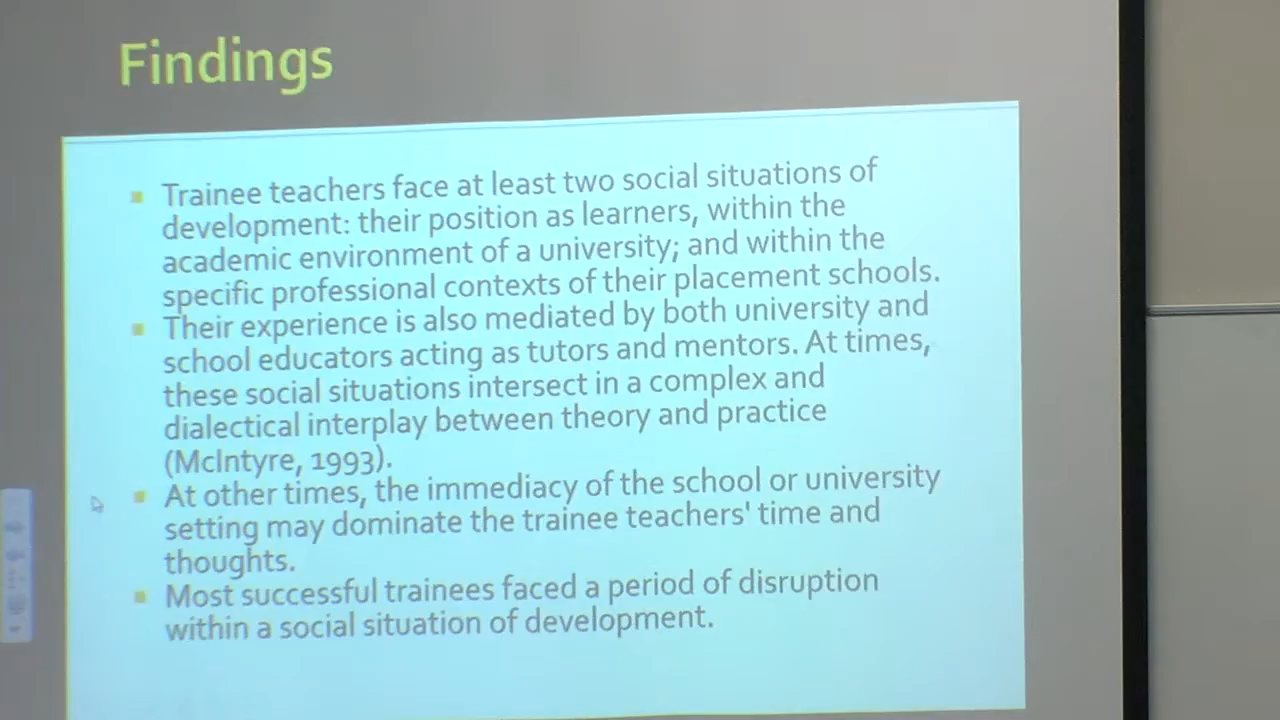 Findings
Trainee teachers face at least two social situations of
development: their position as learners, within the
academic environment of a university; and within the
specific professional contexts of their placement schools.
Their experience is also mediated by both university and
school educators acting as tutors and mentors. At times,
these social situations intersect in a complex and
dialectical interplay between theory and practice
(McIntyre, 1993).
At other times, the immediacy of the school or university
setting may dominate the trainee teachers' time and
thoughts.
Most successful trainees faced a period of disruption
within a social situation of development.